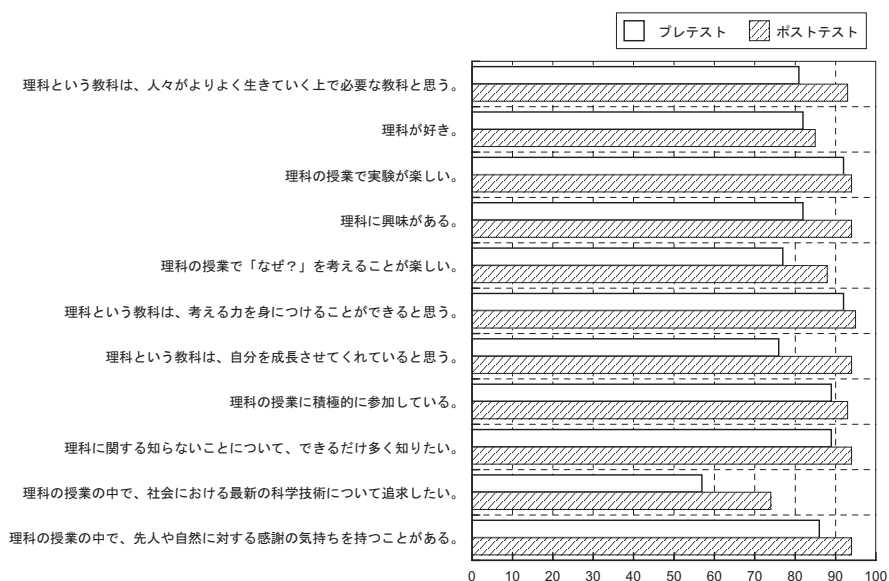 プレテスト ポストテスト
理科という教科は、人々がよりよく生きていく上で必要な教科と思う。
理科が好き。
理科の授業で実験が楽しい。
理科に興味がある。
理科の授業で「なぜ？」を考えることが楽しい。
理科という教科は、考える力を身につけることができると思う。
理科という教科は、自分を成長させてくれていると思う。
理科の授業に積極的に参加している。
理科に関する知らないことについて、できるだけ多く知りたい。
理科の授業の中で、社会における最新の科学技術について追求したい。
理科の授業の中で、先人や自然に対する感謝の気持ちを持つことがある。
0 10 20 30 40 50 60 70 80 90 100